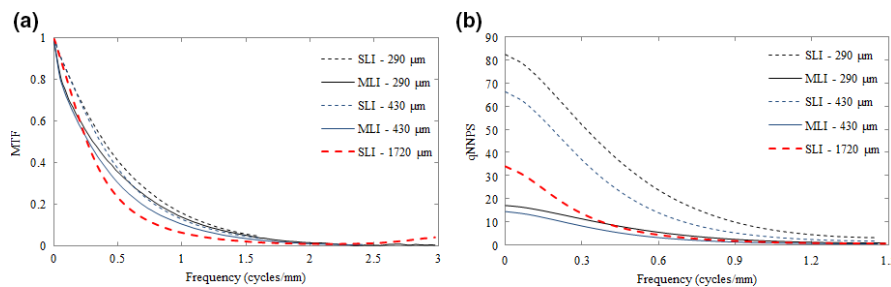 (a)
1
0.8
0.6
0.4
0.2
0
MTF
SLI - 290 μm
MLI - 290 μm
SLI - 430 μm
MLI - 430 μm
SLI - 1720 μm
0 0.5 1 1.5 2 2.5 3
Frequency (cycles/mm)
(b)
90
80
70
60
50
40
30
20
10
0
qNNPS
SLI - 290 μm
MLI - 290 μm
SLI - 430 μm
MLI - 430 μm
SLI - 1720 μm
0 0.3 0.6 0.9 1.2 1.
Frequency (cycles/mm)